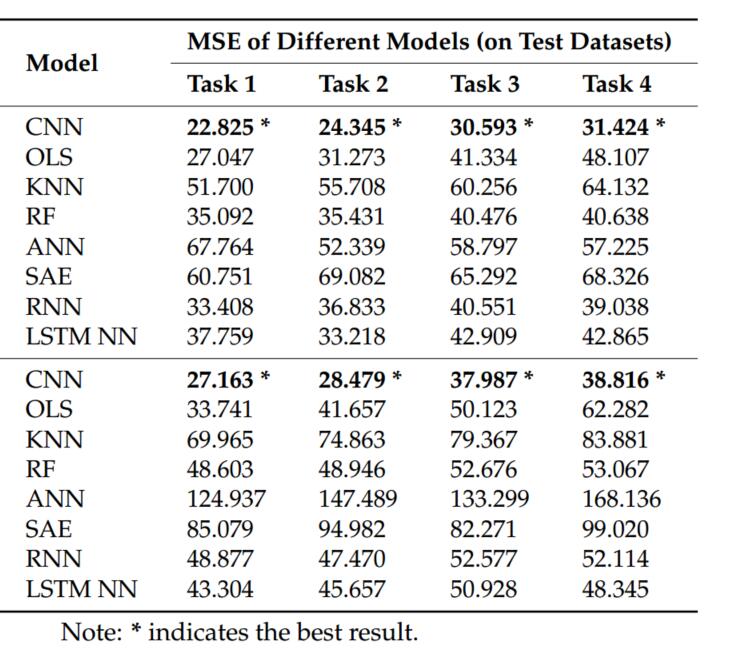 MSE of Different Models (on Test Datasets)
Model
Task 1 Task 2 Task 3 Task 4
CNN 22.825 * 24.345 * 30.593 * 31.424 *
OLS 27.047 31.273 41.334 48.107
KNN 51.700 55.708 60.256 64.132
RF 35.092 35.431 40.476 40.638
ANN 67.764 52.339 58.797 57.225
SAE 60.751 69.082 65.292 68.326
RNN 33.408 36.833 40.551 39.038
LSTM NN 37.759 33.218 42.909 42.865
CNN 27.163 * 28.479 * 37.987 * 38.816 *
OLS 33.741 41.657 50.123 62.282
KNN 69.965 74.863 79.367 83.881
RF 48.603 48.946 52.676 53.067
ANN 124.937 147.489 133.299 168.136
SAE 85.079 94.982 82.271 99.020
RNN 48.877 47.470 52.577 52.114
LSTM NN 43.304 45.657 50.928 48.345
Note: * indicates the best result.